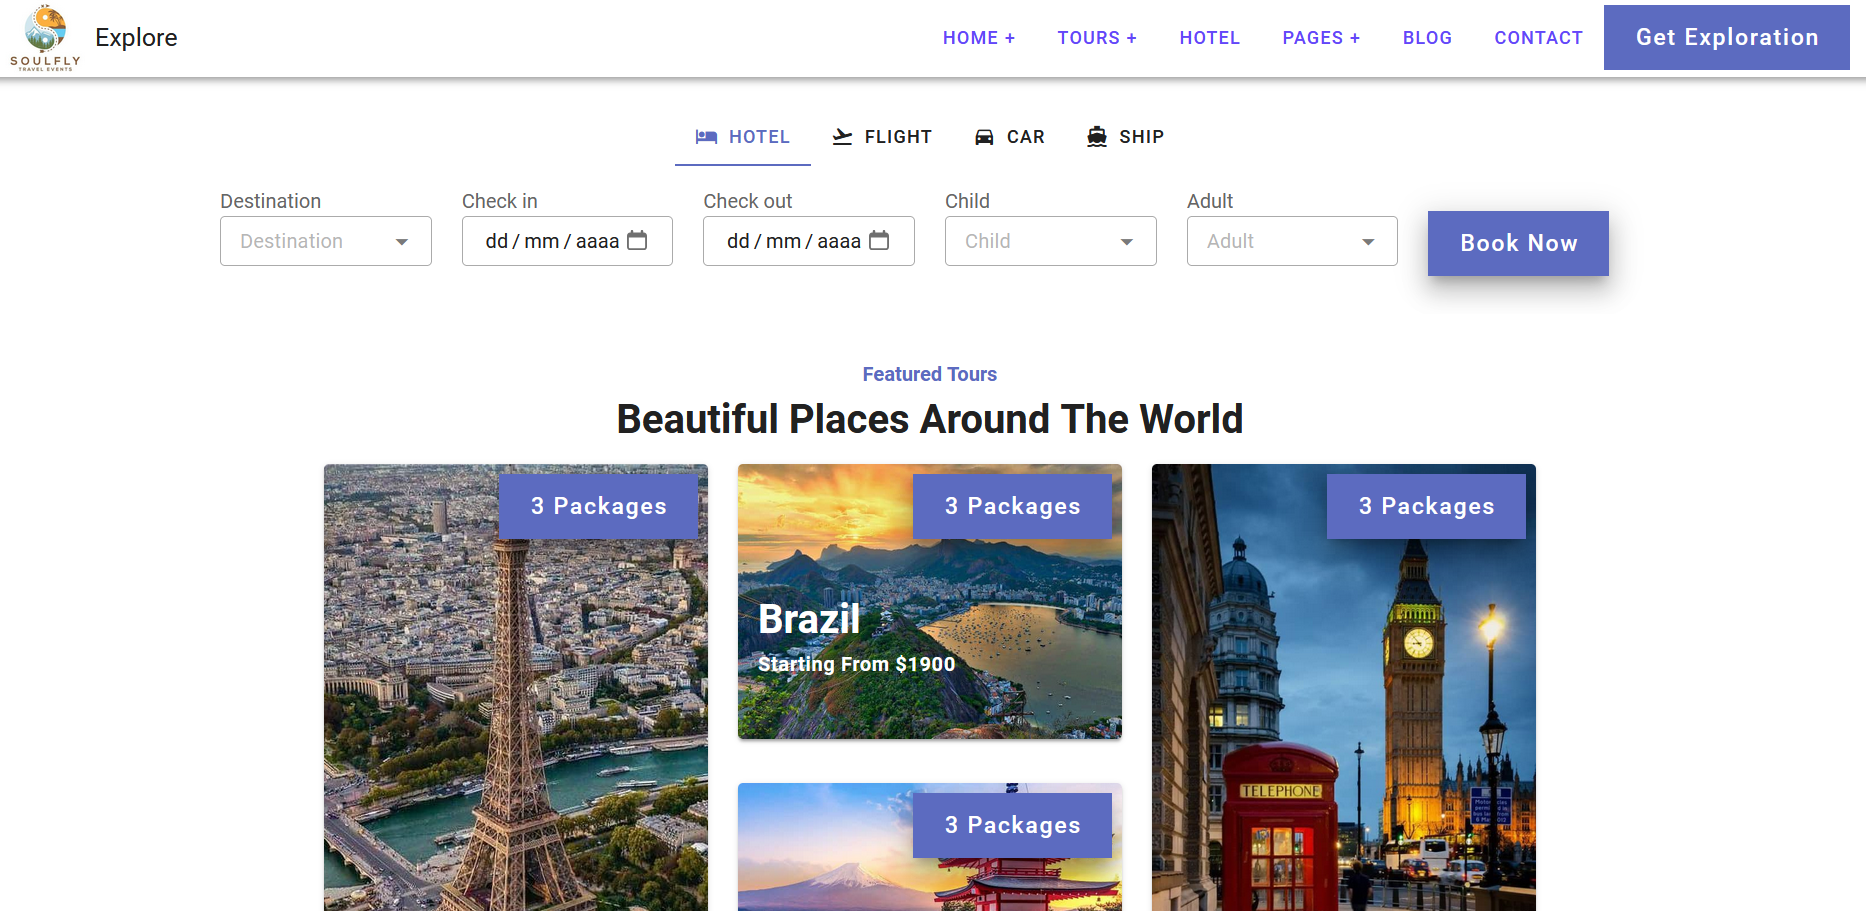 SOULFLY
TRAVEL EVENTS
Explore
HOME +
TOURS +
HOTEL
PAGES +
BLOG
CONTACT
Get Exploration
HOTEL
FLIGHT
CAR
SHIP
Destination
Check in
Check out
Child
Adult
Destination
dd / mm / aaaa
dd / mm / aaaa
Child
Adult
Book Now
Featured Tours
Beautiful Places Around The World
3 Packages
3 Packages
3 Packages
Brazil
Starting From $1900
TELEPHONE
3 Packages